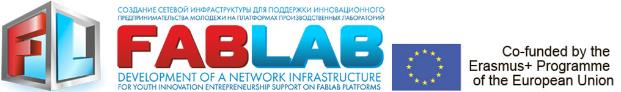 FL
СОЗДАНИЕ СЕТЕВОЙ ИНФРАСТРУКТУРЫ ДЛЯ ПОДДЕРЖКИ ИННОВАЦИОННОГО
ПРЕДПРИНИМАТЕЛЬСТВА МОЛОДЕЖИ НА ПЛАТФОРМАХ ПРОИЗВОДСТВЕННЫХ ЛАБОРАТОРИЙ
FABLAB
DEVELOPMENT OF A NETWORK INFRASTRUCTURE
FOR YOUTH INNOVATION ENTREPRENEURSHIP SUPPORT ON FABLAB PLATFORMS
Co-funded by the
Erasmus+ Programme
of the European Union